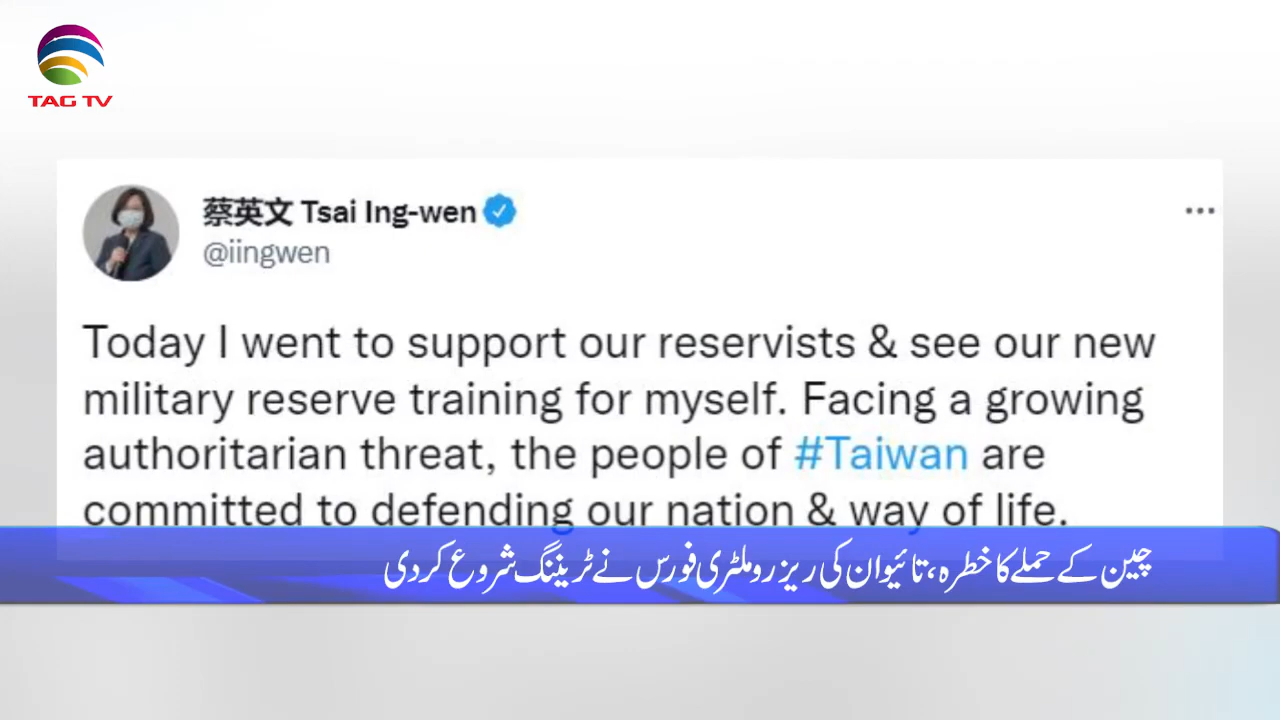 TAG TV
蔡英文 Tsai Ing-wen
@iingwen
Today I went to support our reservists & see our new
military reserve training for myself. Facing a growing
authoritarian threat, the people of #Taiwan are
committed to defending our nation & way of life.
چین کے حملے کا خطرہ، تائیوان کی ریزرو ملٹری فورس نے ٹریننگ شروع کر دی